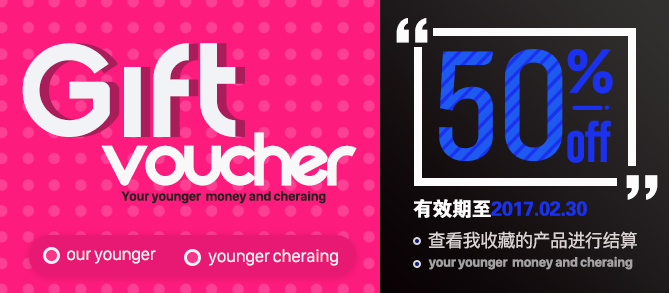 Gift
voucher
Your younger money and cheraing
our younger
younger cheraing
“
50% off
”
有效期至2017.02.30
查看我收藏的产品进行结算
your younger money and cheraing